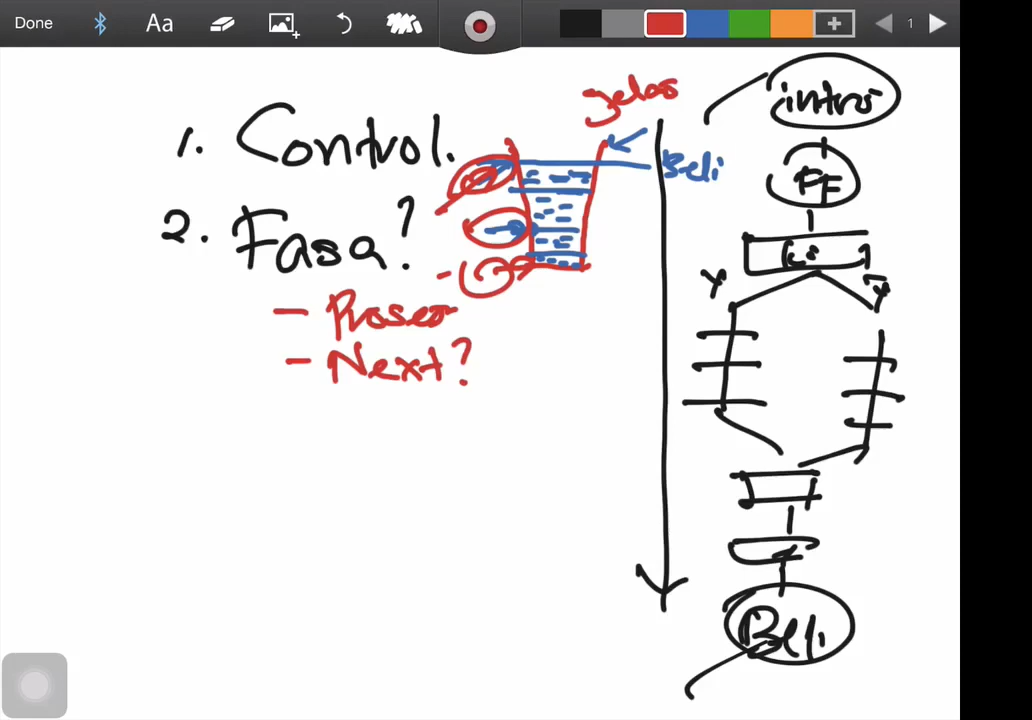 Done
Aa
1
1. Control.
2. Fasa?
- Proses
- Next?
jelas
Beli
intro
FF
Y
Beli